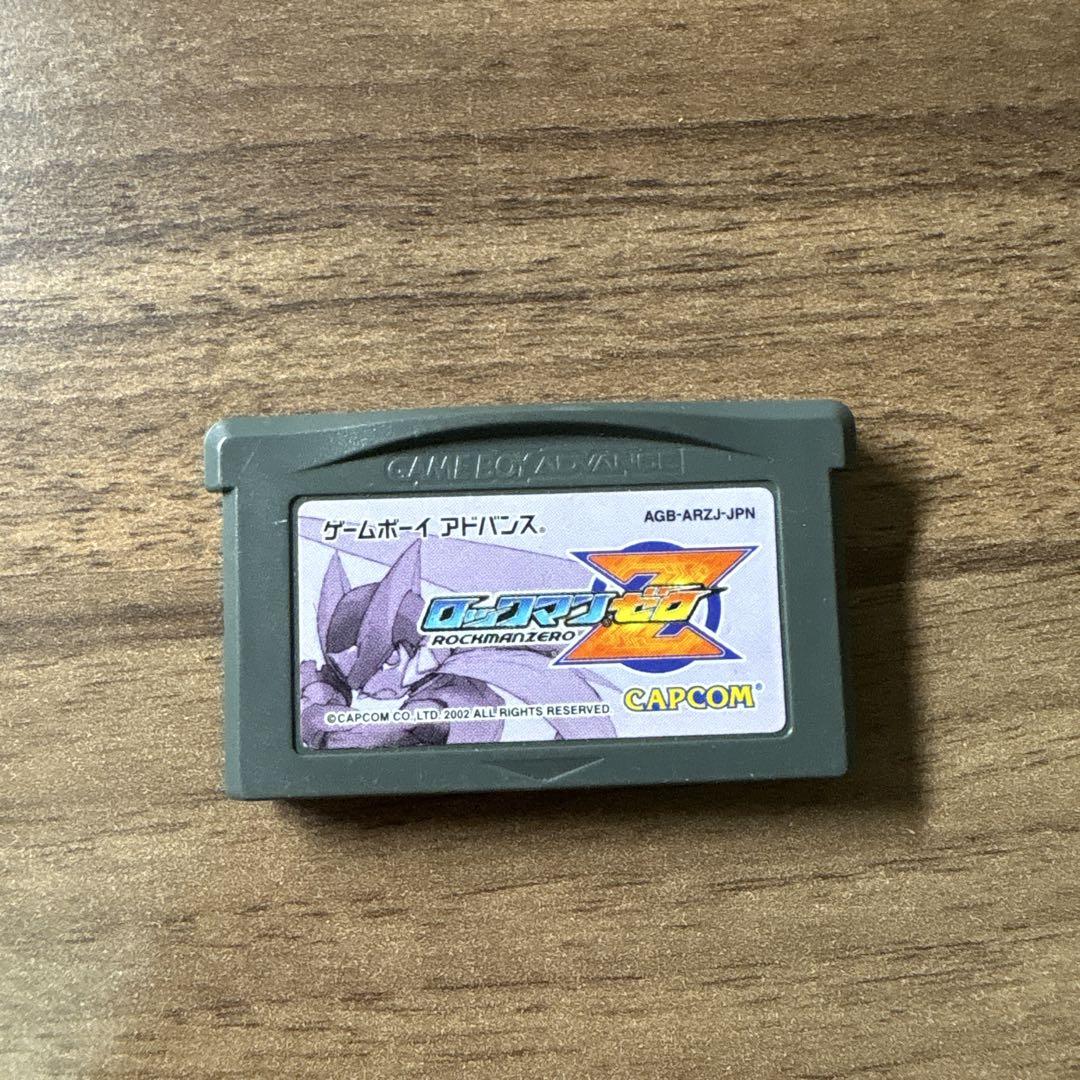 GAME BOY ADVANCE
ゲームボーイ アドバンス®
AGB-ARZJ-JPN
Z
ロックマン ゼロ
ROCKMANZERO
CAPCOM®
©CAPCOM CO., LTD. 2002 ALL RIGHTS RESERVED.